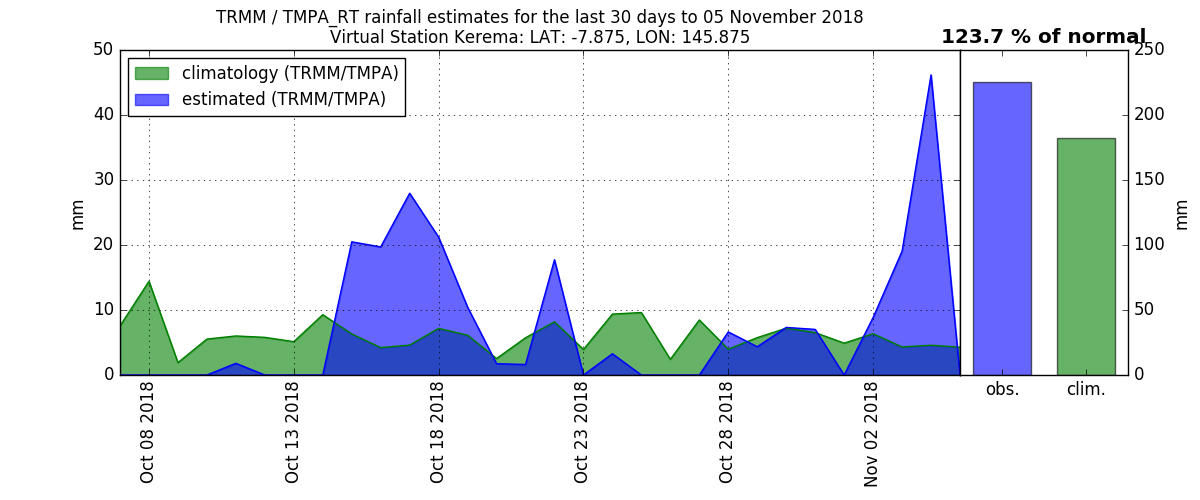 TRMM / TMPA_RT rainfall estimates for the last 30 days to 05 November 2018
Virtual Station Kerema: LAT: -7.875, LON: 145.875
123.7 % of normal
climatology (TRMM/TMPA)
estimated (TRMM/TMPA)
50
40
30
20
10
0
mm
Oct 08 2018
Oct 13 2018
Oct 18 2018
Oct 23 2018
Oct 28 2018
Nov 02 2018
obs.
clim.
250
200
150
100
50
0
mm